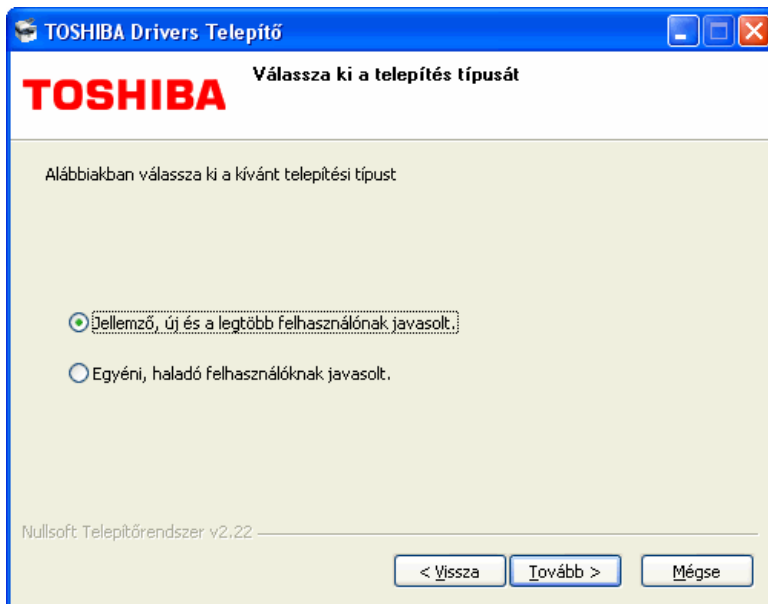 TOSHIBA Drivers Telepítő
TOSHIBA
Válassza ki a telepítés típusát
Alábbiakban válassza ki a kívánt telepítési típust
Jellemző, új és a legtöbb felhasználónak javasolt.
Egyéni, haladó felhasználóknak javasolt.
Nullsoft Telepítőrendszer v2.22
< Vissza
Tovább >
Mégse